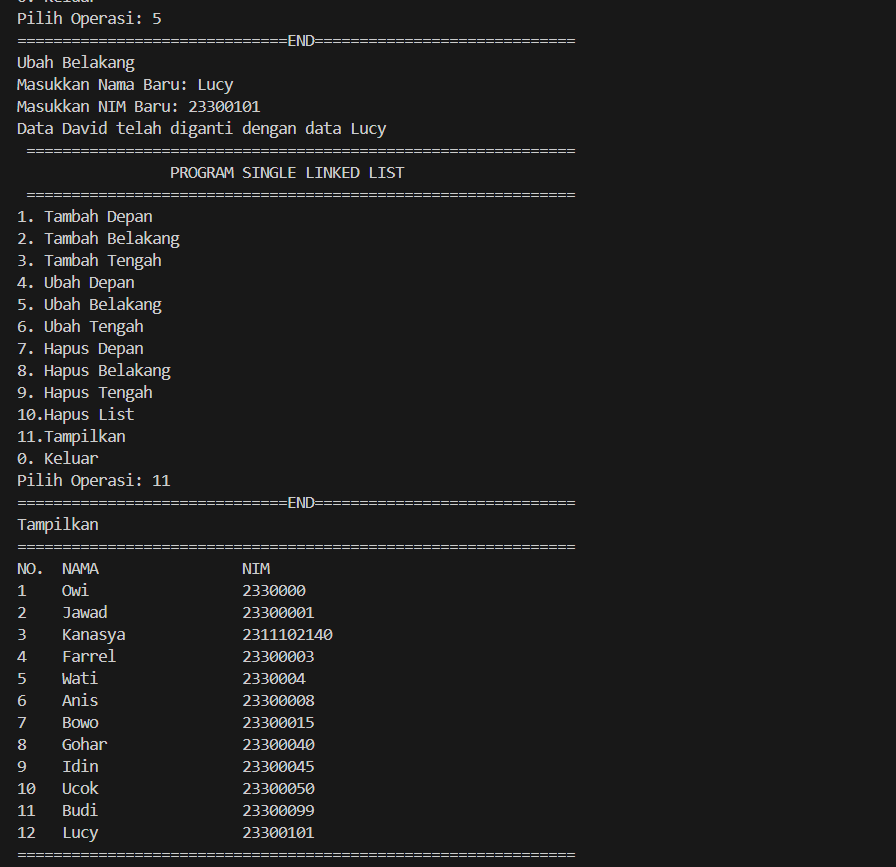 0. Keluar
Pilih Operasi: 5
==============================END=============================
Ubah Belakang
Masukkan Nama Baru: Lucy
Masukkan NIM Baru: 23300101
Data David telah diganti dengan data Lucy
=============================================================
PROGRAM SINGLE LINKED LIST
=============================================================
1. Tambah Depan
2. Tambah Belakang
3. Tambah Tengah
4. Ubah Depan
5. Ubah Belakang
6. Ubah Tengah
7. Hapus Depan
8. Hapus Belakang
9. Hapus Tengah
10.Hapus List
11.Tampilkan
0. Keluar
Pilih Operasi: 11
==============================END=============================
Tampilkan
==============================================================
NO. NAMA NIM
1 Owi 2330000
2 Jawad 23300001
3 Kanasya 2311102140
4 Farrel 23300003
5 Wati 2330004
6 Anis 23300008
7 Bowo 23300015
8 Gohar 23300040
9 Idin 23300045
10 Ucok 23300050
11 Budi 23300099
12 Lucy 23300101
==============================================================